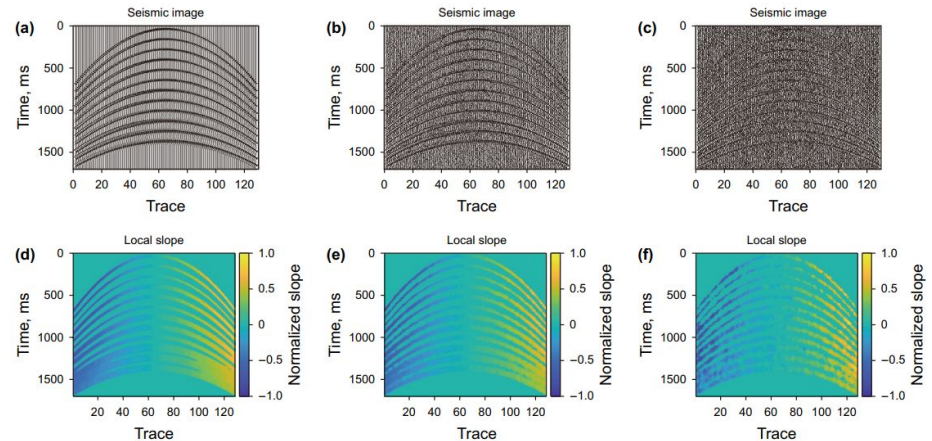 (a)
Seismic image
Time, ms
0
500
1000
1500
0 20 40 60 80 100 120
Trace
(b)
Seismic image
Time, ms
0
500
1000
1500
0 20 40 60 80 100 120
Trace
(c)
Seismic image
Time, ms
0
500
1000
1500
0 20 40 60 80 100 120
Trace
(d)
Local slope
Time, ms
0
500
1000
1500
20 40 60 80 100 120
Trace
1.0
0.5
0
−0.5
−1.0
Normalized slope
(e)
Local slope
Time, ms
0
500
1000
1500
20 40 60 80 100 120
Trace
1.0
0.5
0
−0.5
−1.0
Normalized slope
(f)
Local slope
Time, ms
0
500
1000
1500
20 40 60 80 100 120
Trace
1.0
0.5
0
−0.5
−1.0
Normalized slope